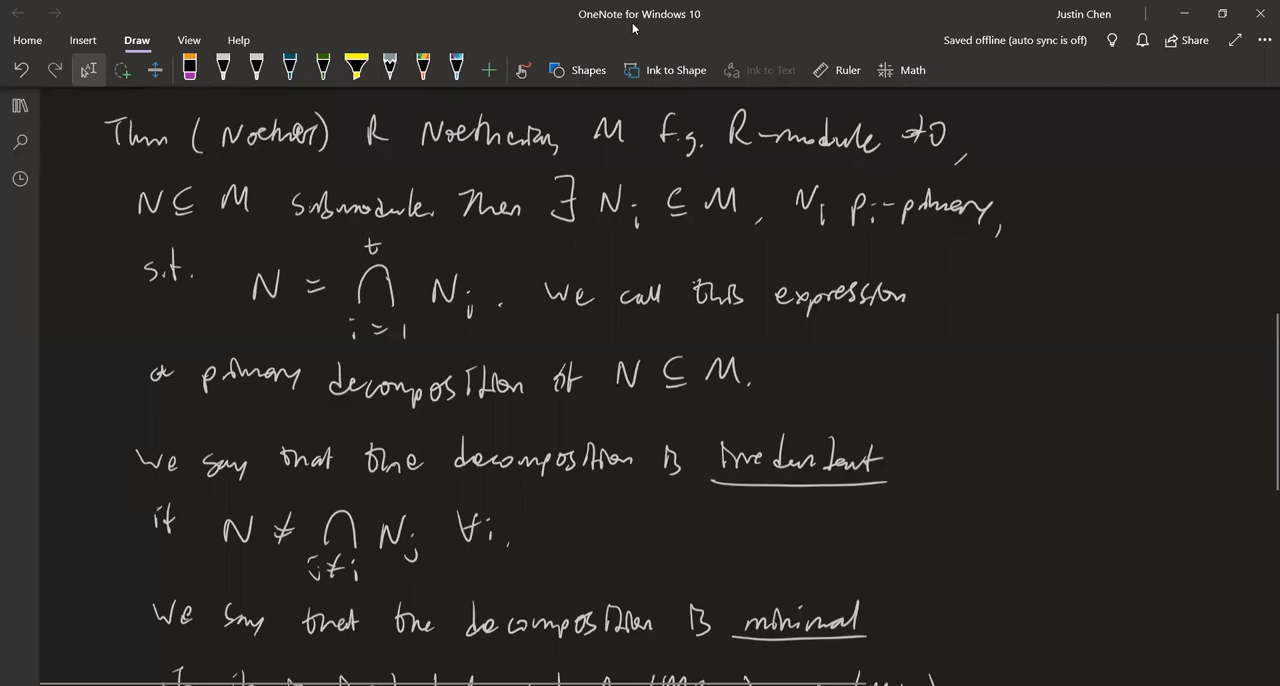 OneNote for Windows 10
Justin Chen
Home Insert Draw View Help
Saved offline (auto sync is off) Share
Shapes Ink to Shape Ink to Text Ruler Math
Thm (Noether) R Noetherian, M f.g. R-module ≠0,
N ⊆ M submodule. Then ∃ Nᵢ ⊆ M, Nᵢ pᵢ-primary,
s.t. N = ⋂ᵢ₌₁ᵗ Nᵢ. We call this expression
a primary decomposition of N ⊆ M.
We say that the decomposition is irredundant
if N ≠ ⋂_{j≠i} Nⱼ ∀i.
We say that the decomposition is minimal